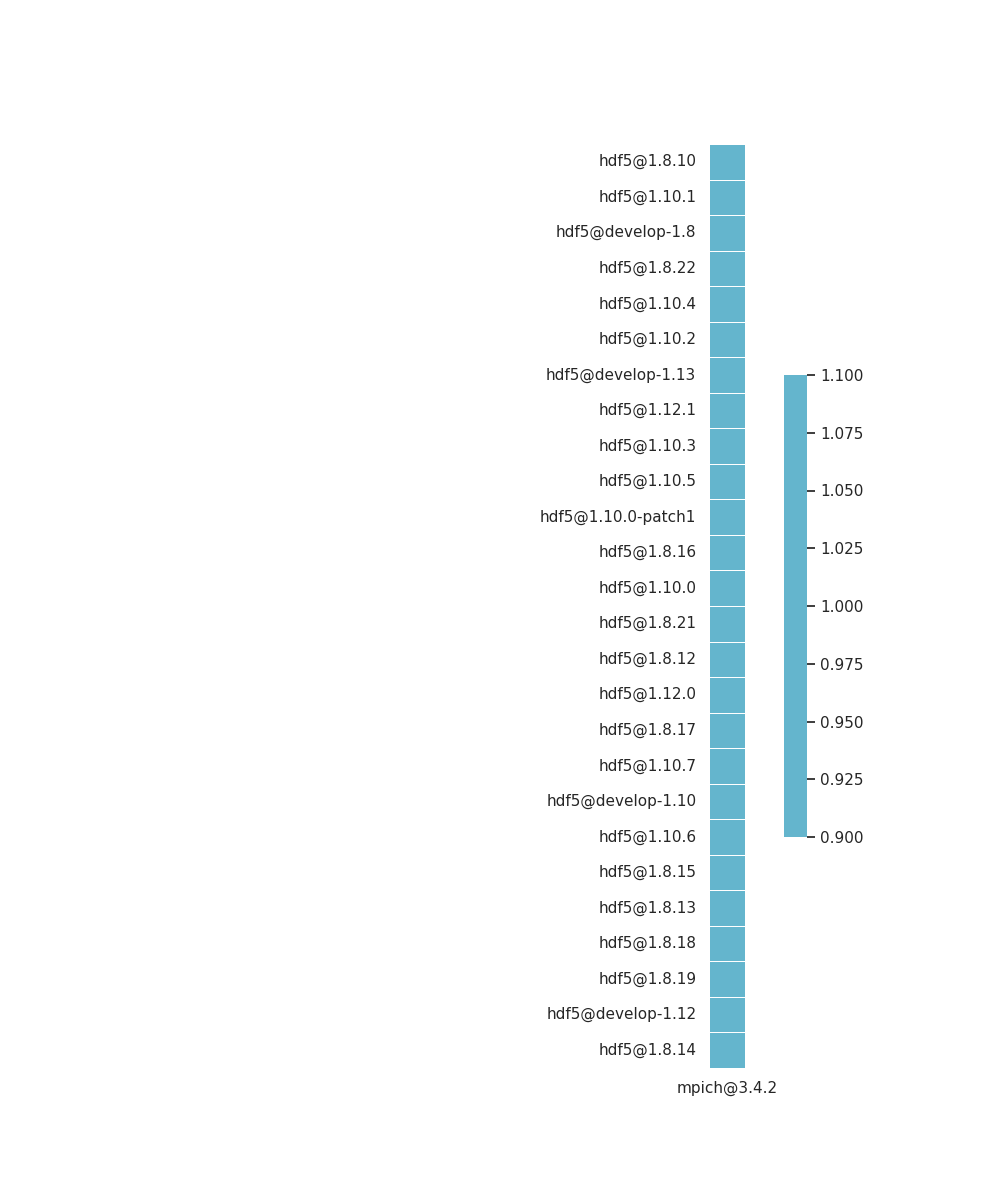 hdf5@1.8.10
hdf5@1.10.1
hdf5@develop-1.8
hdf5@1.8.22
hdf5@1.10.4
hdf5@1.10.2
hdf5@develop-1.13
hdf5@1.12.1
hdf5@1.10.3
hdf5@1.10.5
hdf5@1.10.0-patch1
hdf5@1.8.16
hdf5@1.10.0
hdf5@1.8.21
hdf5@1.8.12
hdf5@1.12.0
hdf5@1.8.17
hdf5@1.10.7
hdf5@develop-1.10
hdf5@1.10.6
hdf5@1.8.15
hdf5@1.8.13
hdf5@1.8.18
hdf5@1.8.19
hdf5@develop-1.12
hdf5@1.8.14
mpich@3.4.2
1.100
1.075
1.050
1.025
1.000
0.975
0.950
0.925
0.900